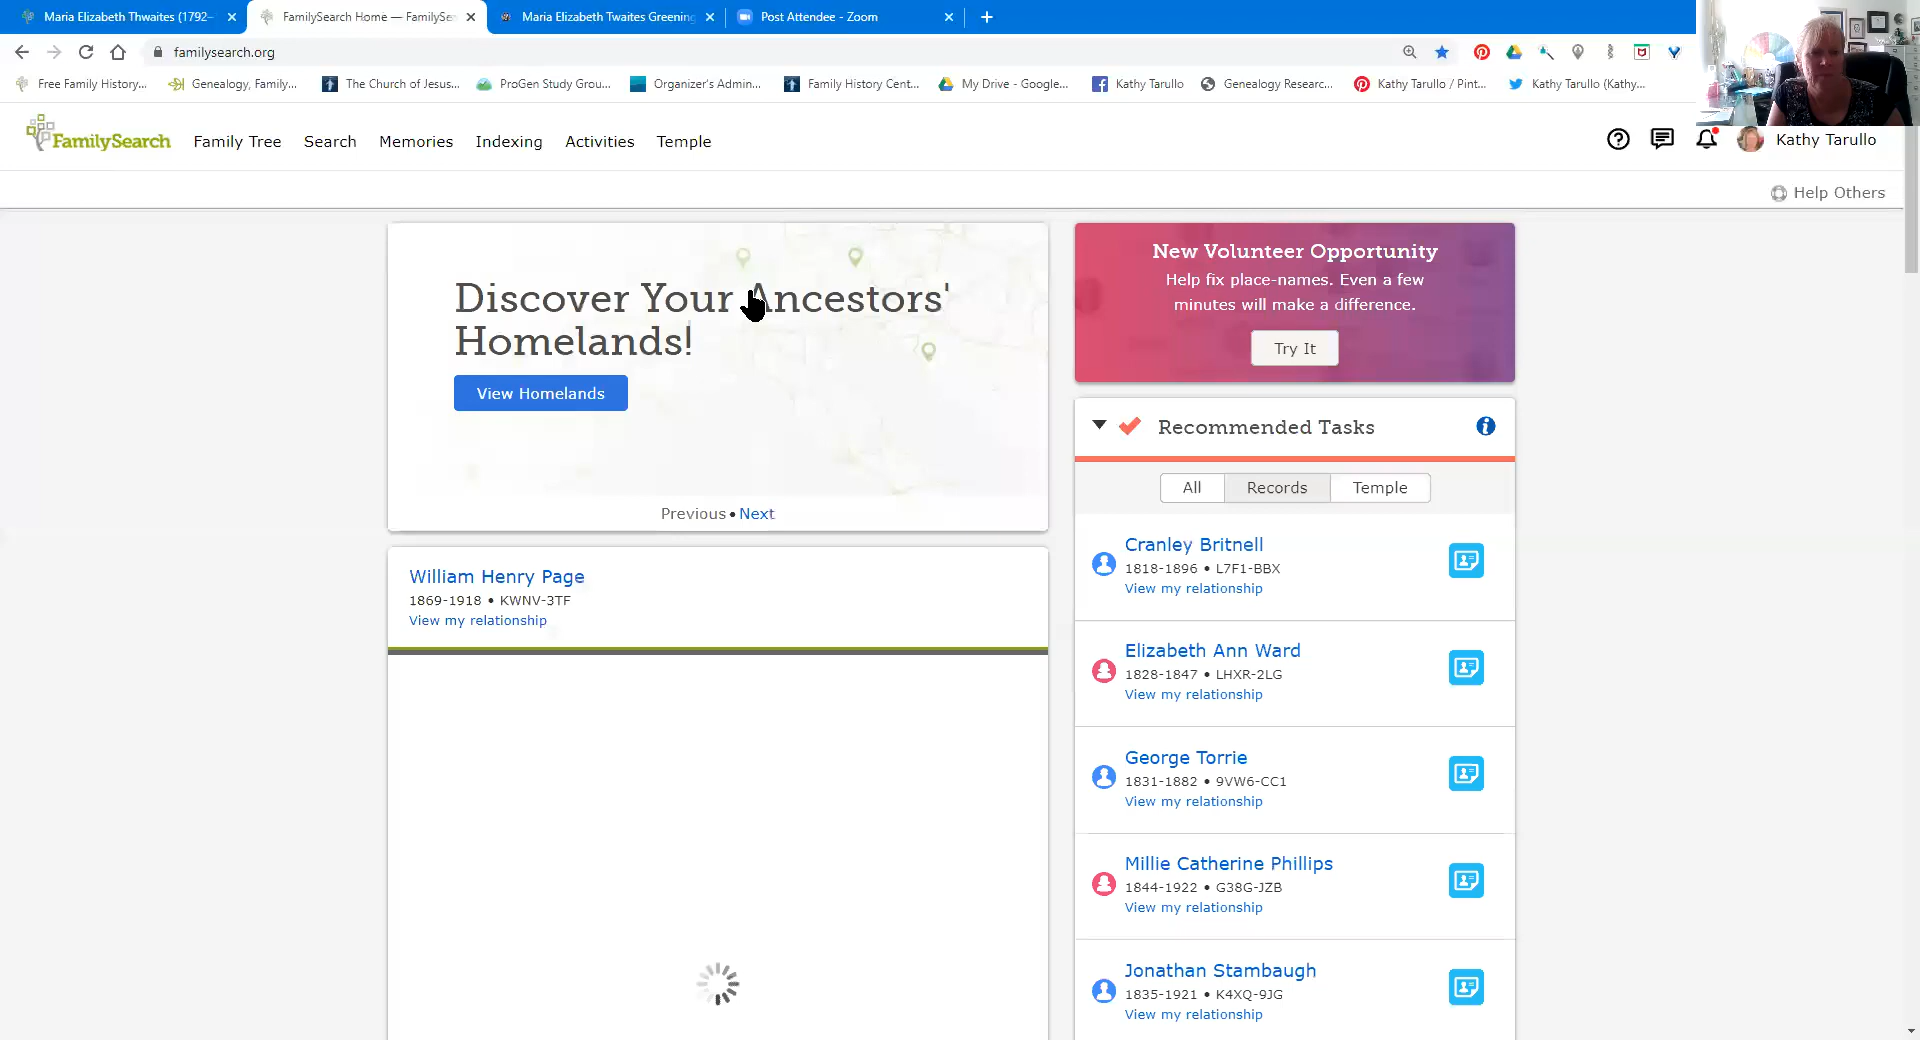 Maria Elizabeth Thwaites (1792–
FamilySearch Home — FamilySe
Maria Elizabeth Twaites Greening
Post Attendee - Zoom
familysearch.org
Free Family History...
Genealogy, Family...
The Church of Jesus...
ProGen Study Grou...
Organizer's Admin...
Family History Cent...
My Drive - Google...
Kathy Tarullo
Genealogy Researc...
Kathy Tarullo / Pint...
Kathy Tarullo (Kathy...
FamilySearch
Family Tree
Search
Memories
Indexing
Activities
Temple
Kathy Tarullo
Help Others
Discover Your Ancestors'
Homelands!
View Homelands
Previous • Next
William Henry Page
1869-1918 • KWNV-3TF
View my relationship
New Volunteer Opportunity
Help fix place-names. Even a few
minutes will make a difference.
Try It
Recommended Tasks
All
Records
Temple
Cranley Britnell
1818-1896 • L7F1-BBX
View my relationship
Elizabeth Ann Ward
1828-1847 • LHXR-2LG
View my relationship
George Torrie
1831-1882 • 9VW6-CC1
View my relationship
Millie Catherine Phillips
1844-1922 • G38G-JZB
View my relationship
Jonathan Stambaugh
1835-1921 • K4XQ-9JG
View my relationship